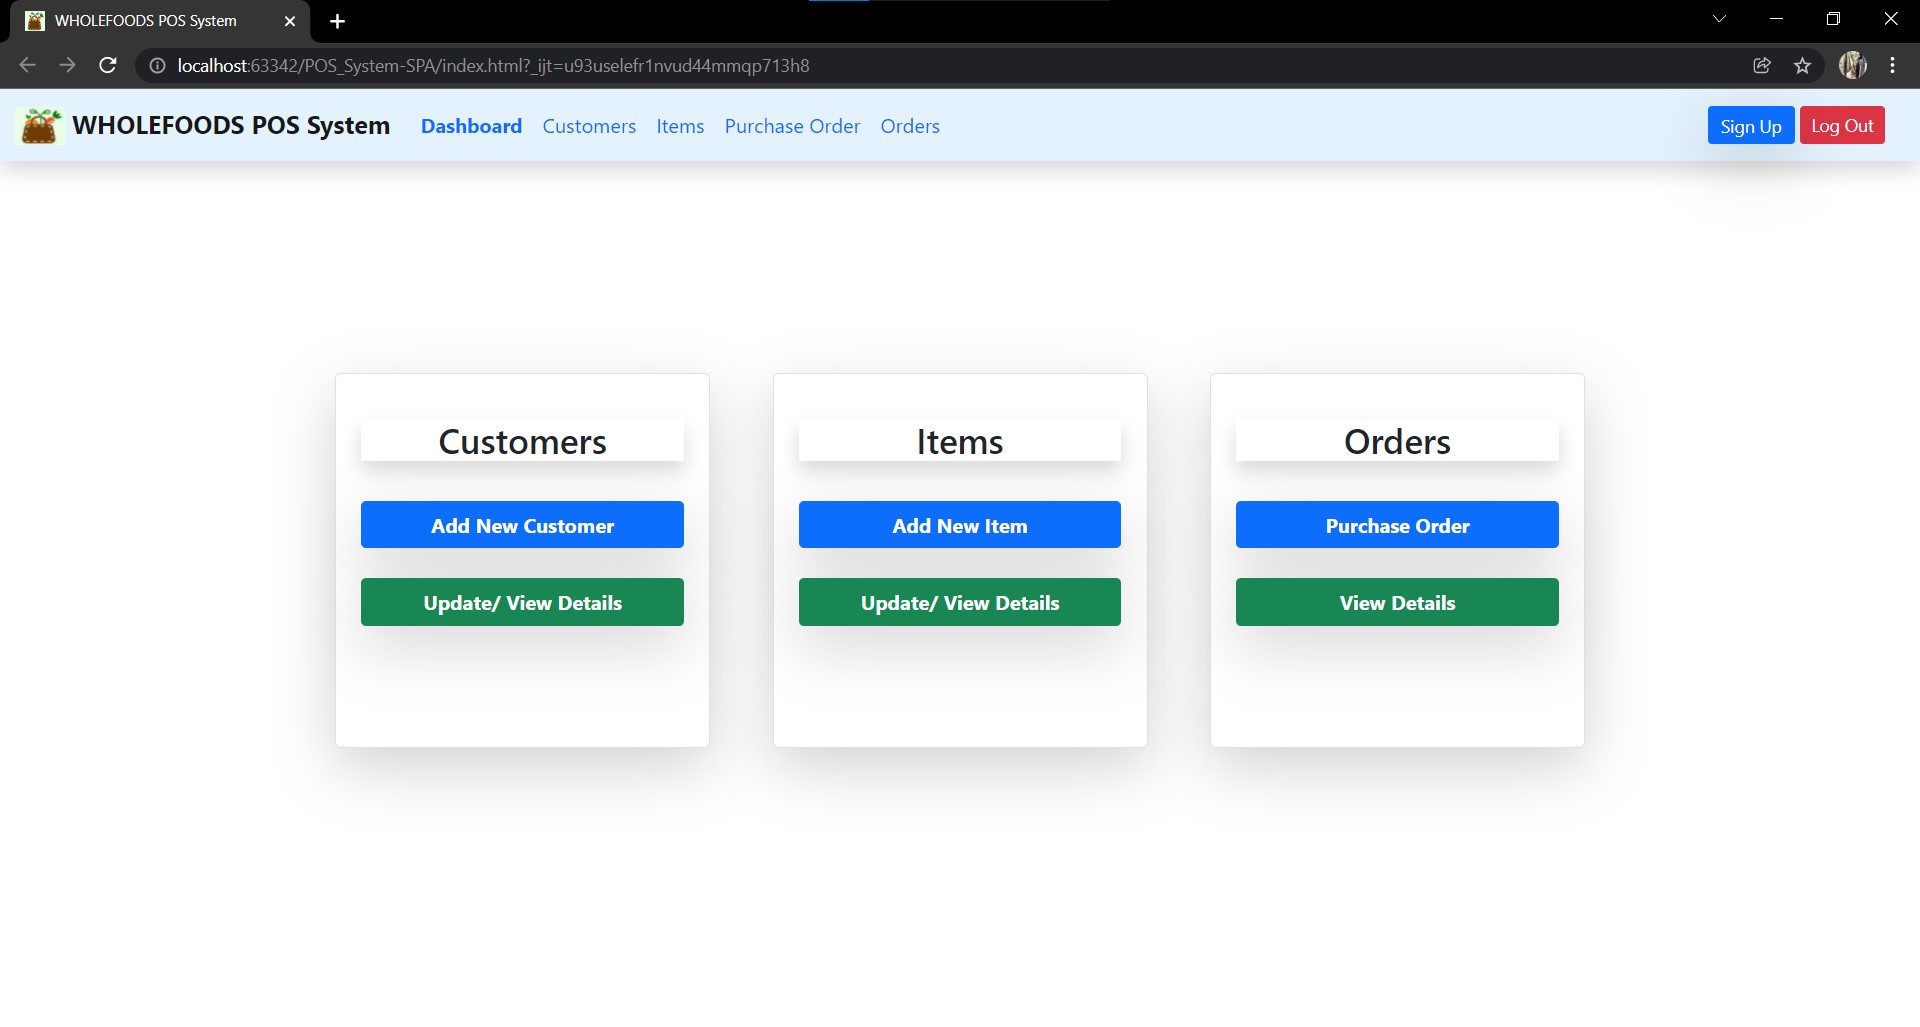 WHOLEFOODS POS System
localhost:63342/POS_System-SPA/index.html?_ijt=u93uselefr1nvud44mmqp713h8
WHOLEFOODS POS System Dashboard Customers Items Purchase Order Orders Sign Up Log Out
Customers Items Orders
Add New Customer Add New Item Purchase Order
Update/ View Details Update/ View Details View Details